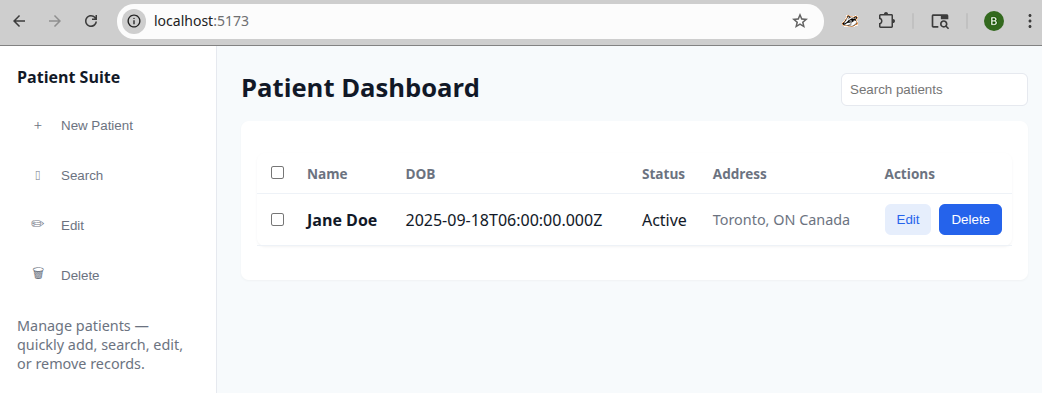 localhost:5173
B
Patient Suite
+ New Patient
Search
Edit
Delete
Manage patients —
quickly add, search, edit,
or remove records.
Patient Dashboard
Search patients
Name DOB Status Address Actions
Jane Doe 2025-09-18T06:00:00.000Z Active Toronto, ON Canada Edit Delete